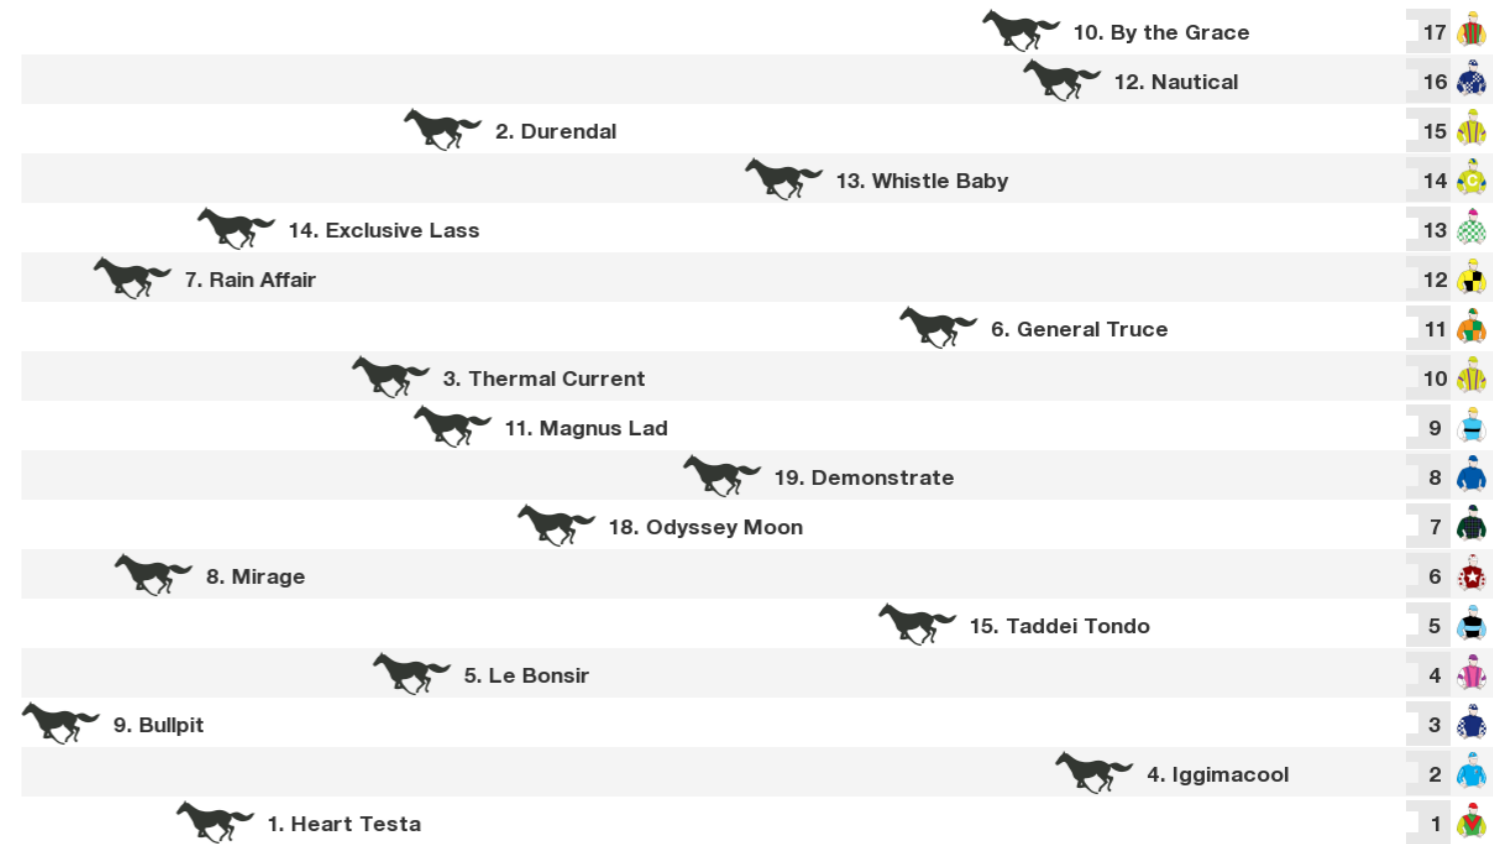 10. By the Grace 17
12. Nautical 16
2. Durendal 15
13. Whistle Baby 14 C
14. Exclusive Lass 13
7. Rain Affair 12
6. General Truce 11
3. Thermal Current 10
11. Magnus Lad 9
19. Demonstrate 8
18. Odyssey Moon 7
8. Mirage 6
15. Taddei Tondo 5
5. Le Bonsir 4
9. Bullpit 3
4. Iggimacool 2
1. Heart Testa 1